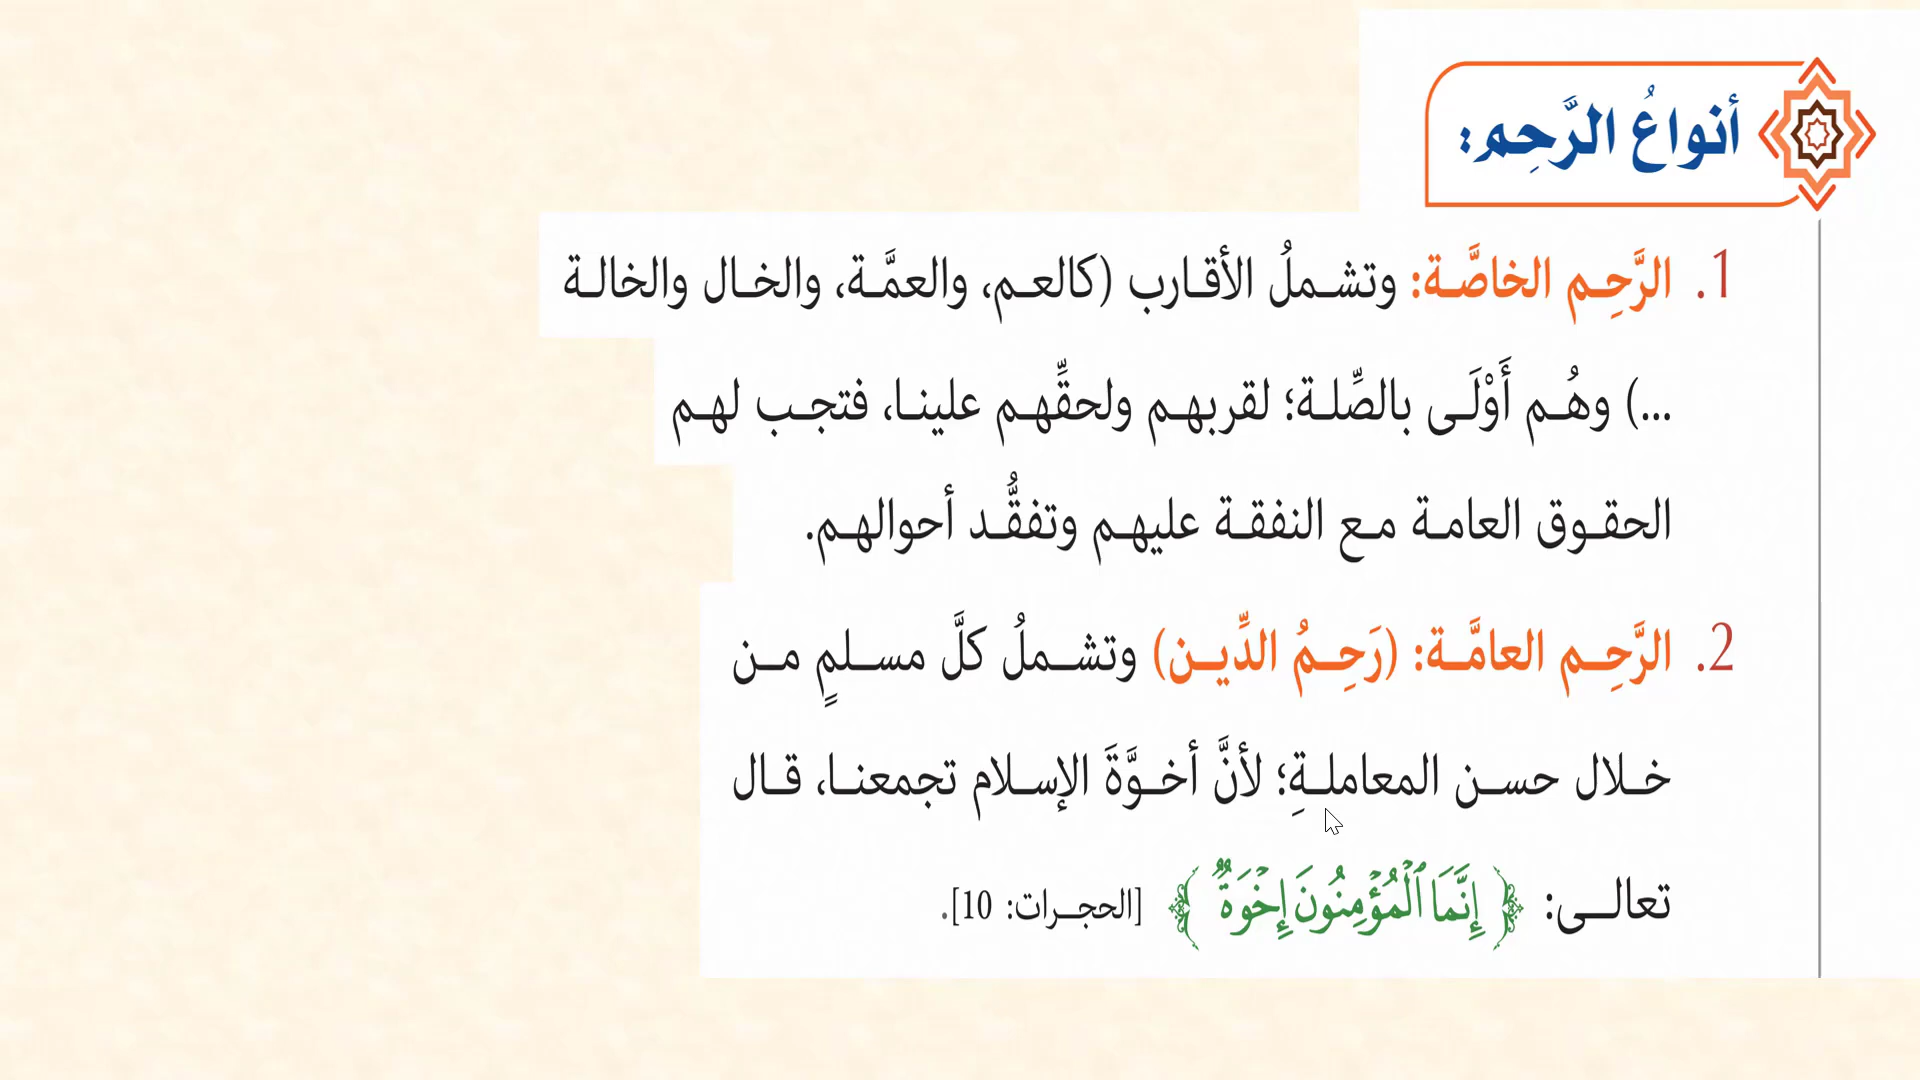 أنواعُ الرَّحِم:
1. الرَّحِم الخاصَّة: وتشملُ الأقارب (كالعم، والعمَّة، والخال والخالة
...) وهُم أَوْلَى بالصِّلة؛ لقربهم ولحقِّهم علينا، فتجب لهم
الحقوق العامة مع النفقة عليهم وتفقُّد أحوالهم.
2. الرَّحِم العامَّة: (رَحِمُ الدِّين) وتشملُ كلَّ مسلمٍ من
خلال حسن المعاملةِ؛ لأنَّ أخوَّةَ الإسلام تجمعنا، قال
تعالى: ﴿إِنَّمَا ٱلْمُؤْمِنُونَ إِخْوَةٌ﴾ [الحجرات: 10].